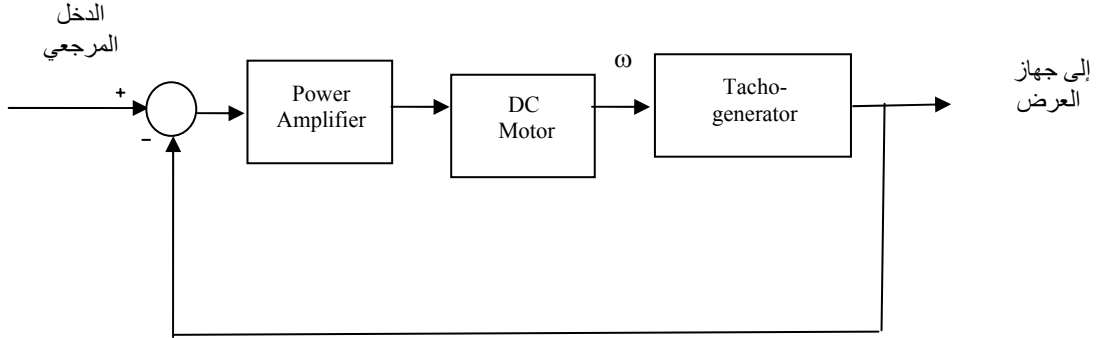 الدخل
المرجعي
+
−
Power
Amplifier
DC
Motor
ω
Tacho-
generator
إلى جهاز
العرض